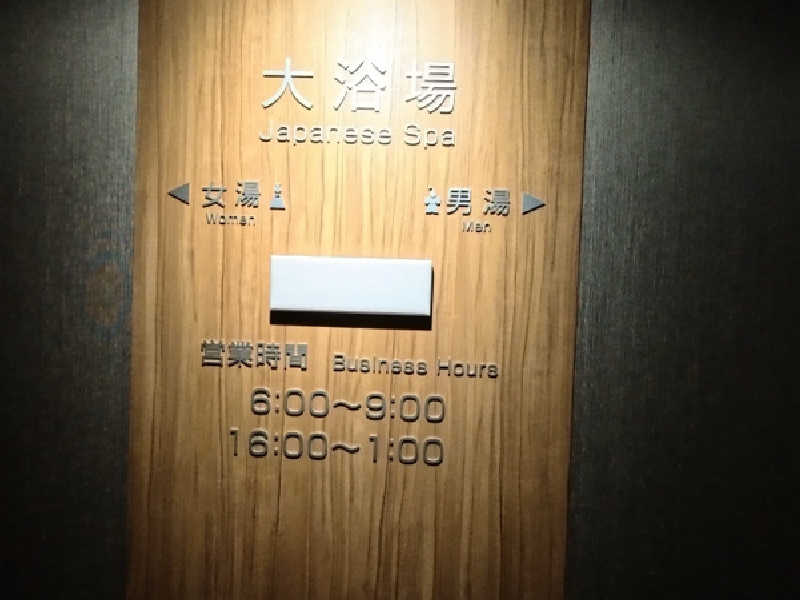 大浴場
Japanese Spa
◀ 女湯 男湯 ▶
Women Men
営業時間 Business Hours
6:00～9:00
16:00～1:00